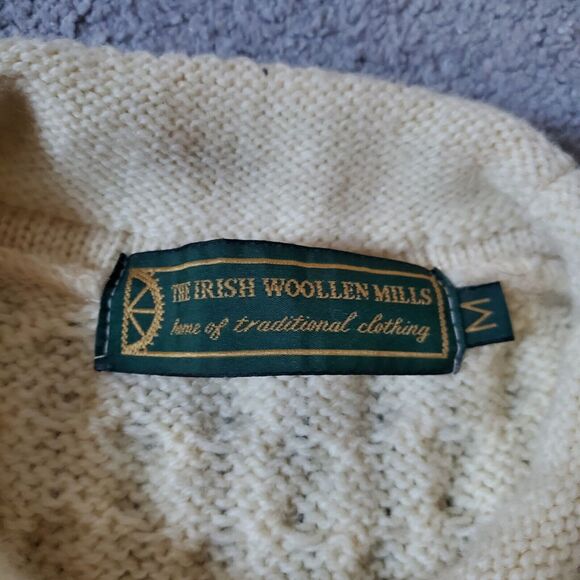 THE IRISH WOOLLEN MILLS
home of traditional clothing
M